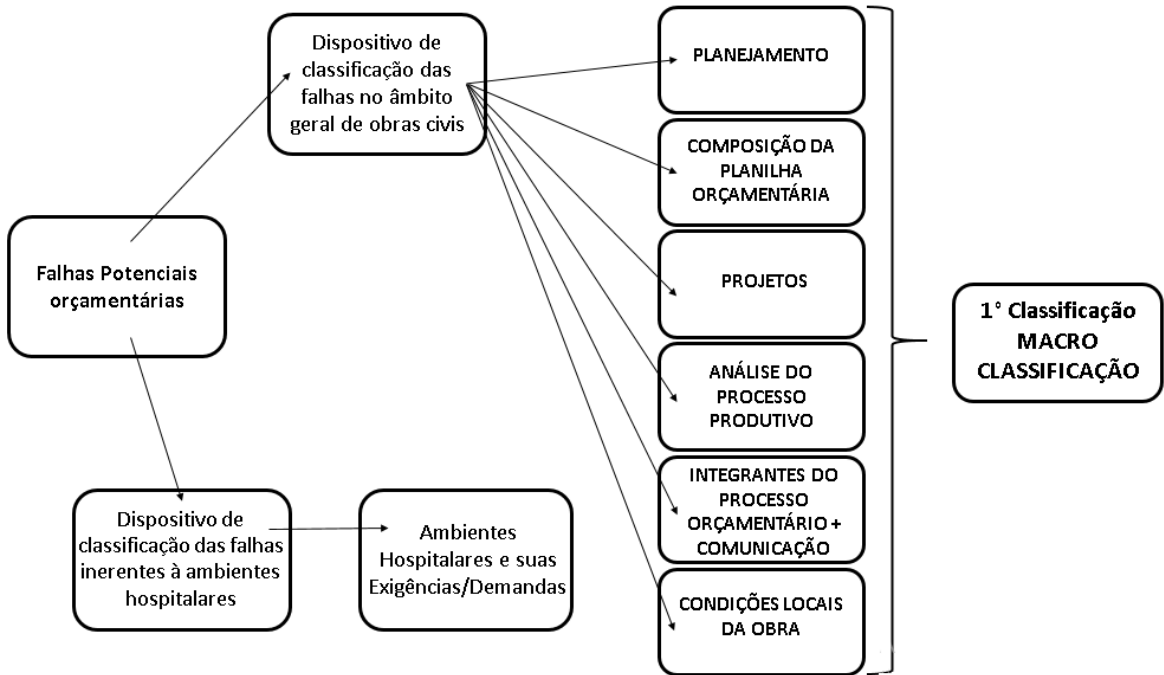 Falhas Potenciais
orçamentárias
Dispositivo de
classificação das
falhas no âmbito
geral de obras civis
PLANEJAMENTO
COMPOSIÇÃO DA
PLANILHA
ORÇAMENTÁRIA
PROJETOS
ANÁLISE DO
PROCESSO
PRODUTIVO
INTEGRANTES DO
PROCESSO
ORÇAMENTÁRIO +
COMUNICAÇÃO
CONDIÇÕES LOCAIS
DA OBRA
1° Classificação
MACRO
CLASSIFICAÇÃO
Dispositivo de
classificação das falhas
inerentes à ambientes
hospitalares
Ambientes
Hospitalares e suas
Exigências/Demandas